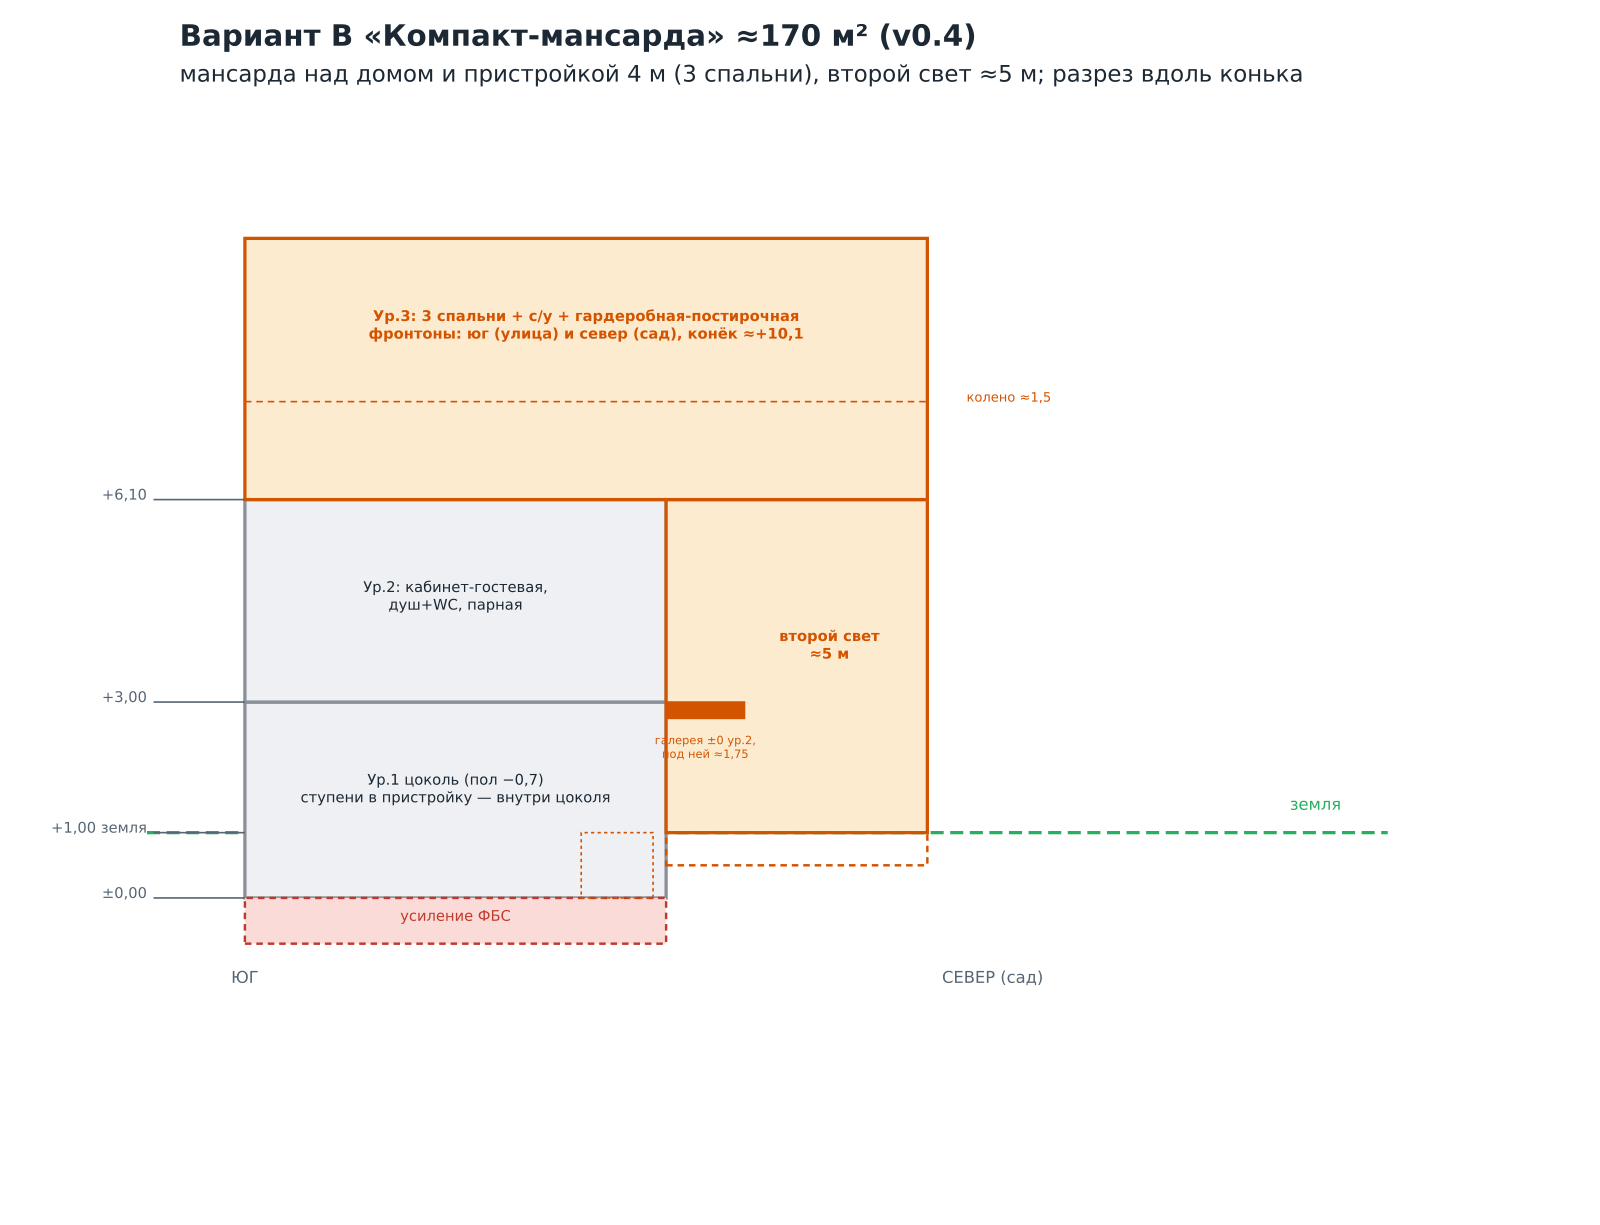 Вариант В «Компакт-мансарда» ≈170 м² (v0.4)
мансарда над домом и пристройкой 4 м (3 спальни), второй свет ≈5 м; разрез вдоль конька
Ур.3: 3 спальни + с/у + гардеробная-постирочная
фронтоны: юг (улица) и север (сад), конёк ≈+10,1
колено ≈1,5
+6,10
Ур.2: кабинет-гостевая,
душ+WC, парная
второй свет
≈5 м
+3,00
галерея ±0 ур.2,
под ней ≈1,75
Ур.1 цоколь (пол −0,7)
ступени в пристройку — внутри цоколя
земля
+1,00 земля
±0,00
усиление ФБС
ЮГ
СЕВЕР (сад)